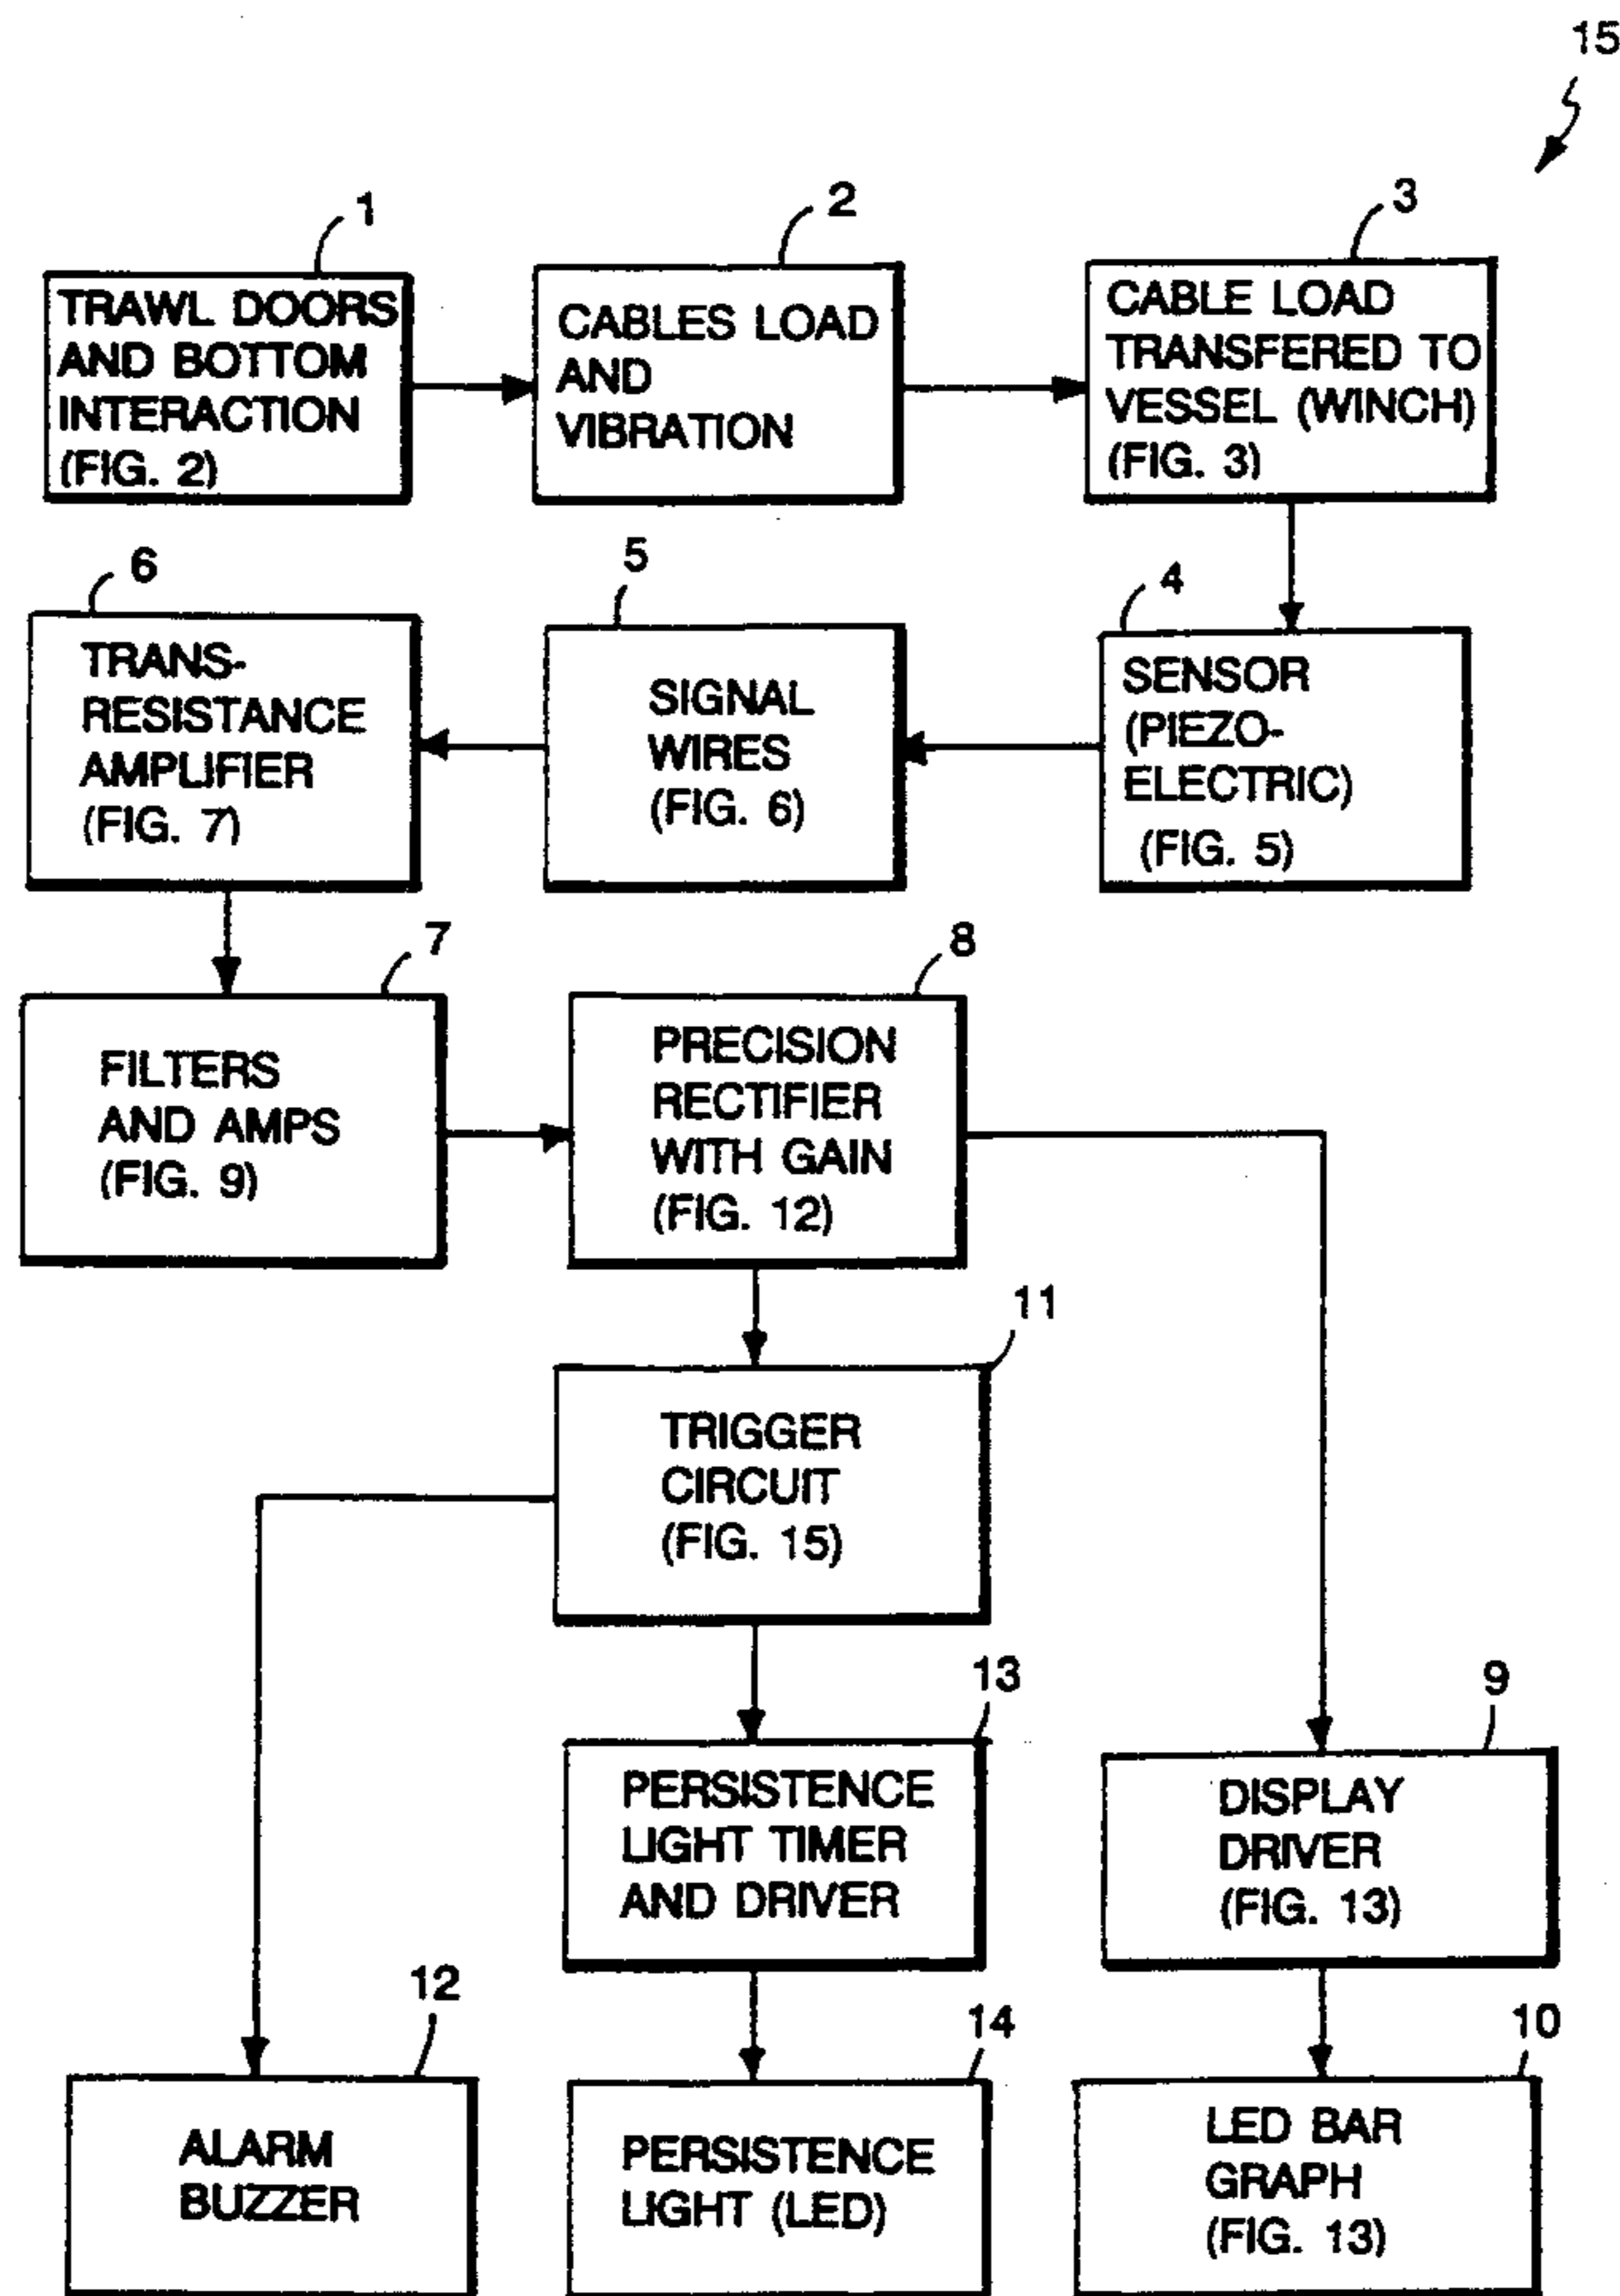 15
1
TRAWL DOORS
AND BOTTOM
INTERACTION
(FIG. 2)
2
CABLES LOAD
AND
VIBRATION
3
CABLE LOAD
TRANSFERED TO
VESSEL (WINCH)
(FIG. 3)
6
TRANS-
RESISTANCE
AMPLIFIER
(FIG. 7)
5
SIGNAL
WIRES
(FIG. 6)
4
SENSOR
(PIEZO-
ELECTRIC)
(FIG. 5)
7
FILTERS
AND AMPS
(FIG. 9)
8
PRECISION
RECTIFIER
WITH GAIN
(FIG. 12)
11
TRIGGER
CIRCUIT
(FIG. 15)
13
PERSISTENCE
LIGHT TIMER
AND DRIVER
9
DISPLAY
DRIVER
(FIG. 13)
12
ALARM
BUZZER
14
PERSISTENCE
LIGHT (LED)
10
LED BAR
GRAPH
(FIG. 13)